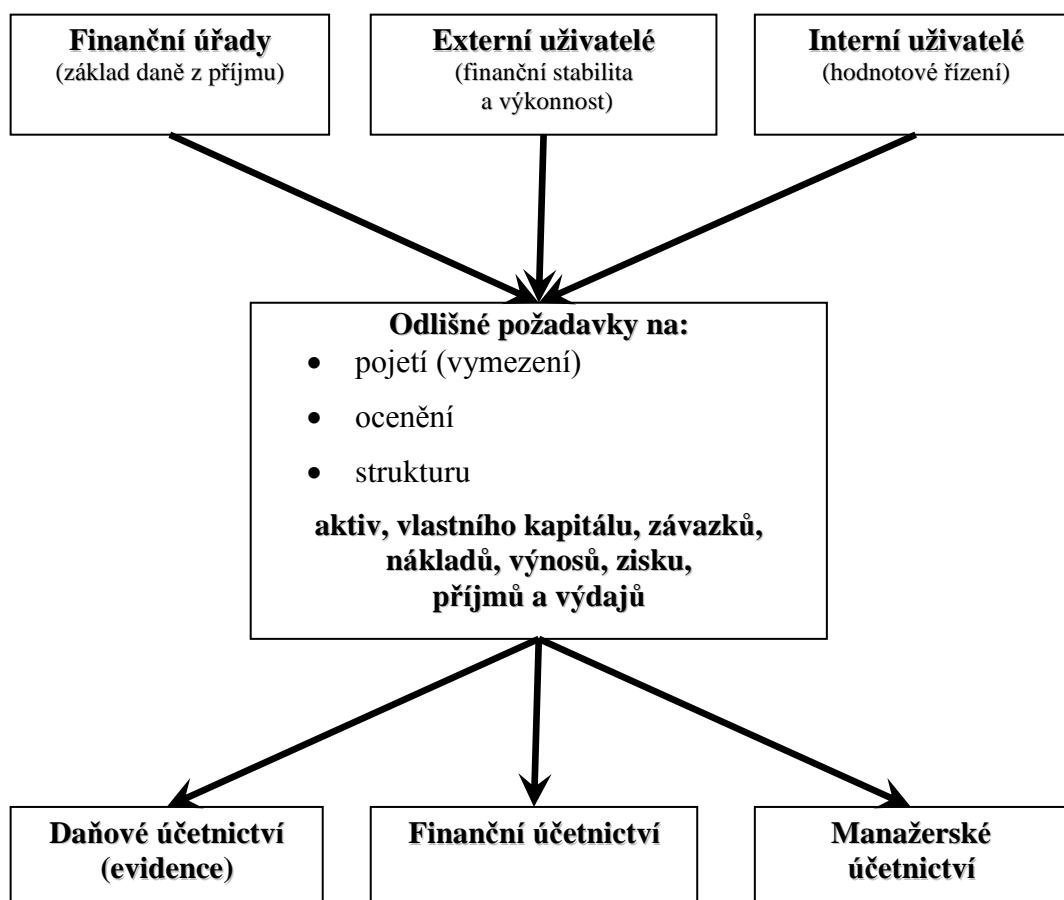 Finanční úřady
(základ daně z příjmu)
Externí uživatelé
(finanční stabilita
a výkonnost)
Interní uživatelé
(hodnotové řízení)
Odlišné požadavky na:
• pojetí (vymezení)
• ocenění
• strukturu
aktiv, vlastního kapitálu, závazků,
nákladů, výnosů, zisku,
příjmů a výdajů
Daňové účetnictví
(evidence)
Finanční účetnictví
Manažerské
účetnictví